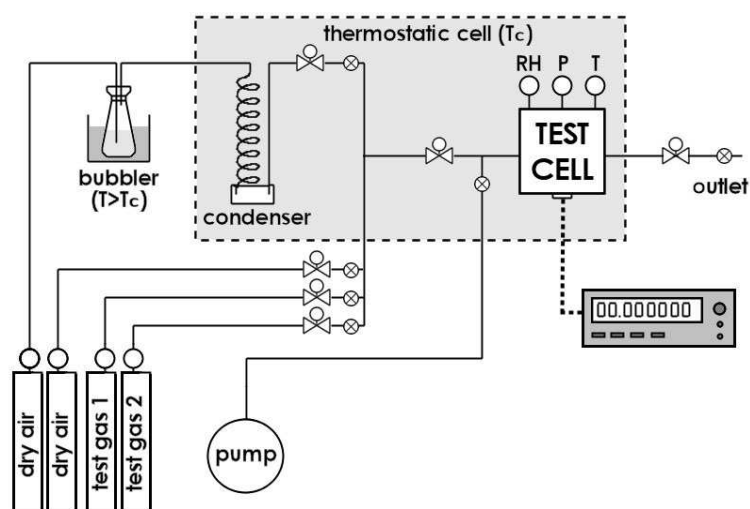 thermostatic cell (Tc)
RH P T
TEST
CELL
bubbler
(T>Tc)
condenser
outlet
00.000000
dry air
dry air
test gas 1
test gas 2
pump